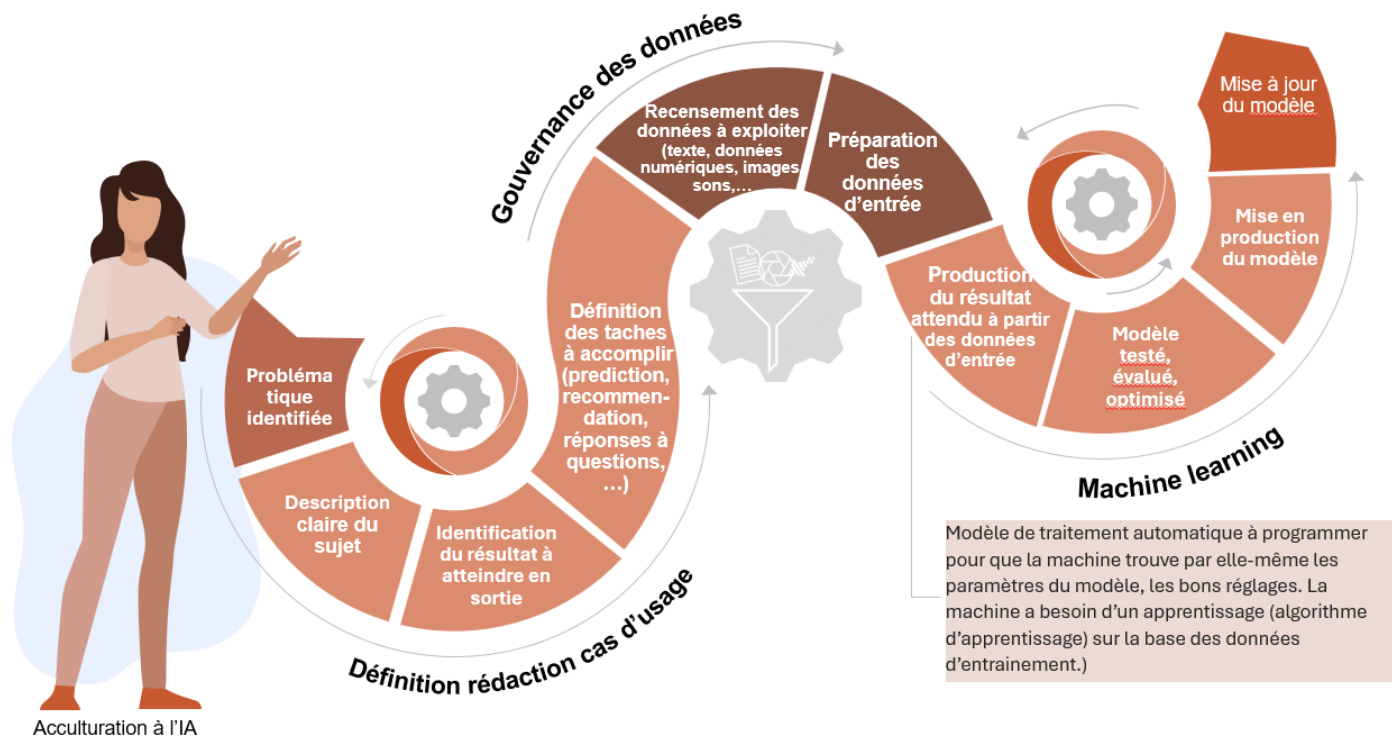 Gouvernance des données
Recensement des
données à exploiter
(texte, données
numériques, images
sons,...
Préparation
des
données
d'entrée
Mise à jour
du modèle
Mise en
production
du modèle
Probléma
tique
identifiée
Description
claire du
sujet
Identification
du résultat à
atteindre en
sortie
Définition
des taches
à accomplir
(prediction,
recommen-
dation,
réponses à
questions,
...)
Production
du résultat
attendu à partir
des données
d'entrée
Modèle
testé,
évalué,
optimisé
Machine learning
Définition rédaction cas d'usage
Modèle de traitement automatique à programmer
pour que la machine trouve par elle-même les
paramètres du modèle, les bons réglages. La
machine a besoin d'un apprentissage (algorithme
d'apprentissage) sur la base des données
d'entrainement.)
Acculturation à l'IA